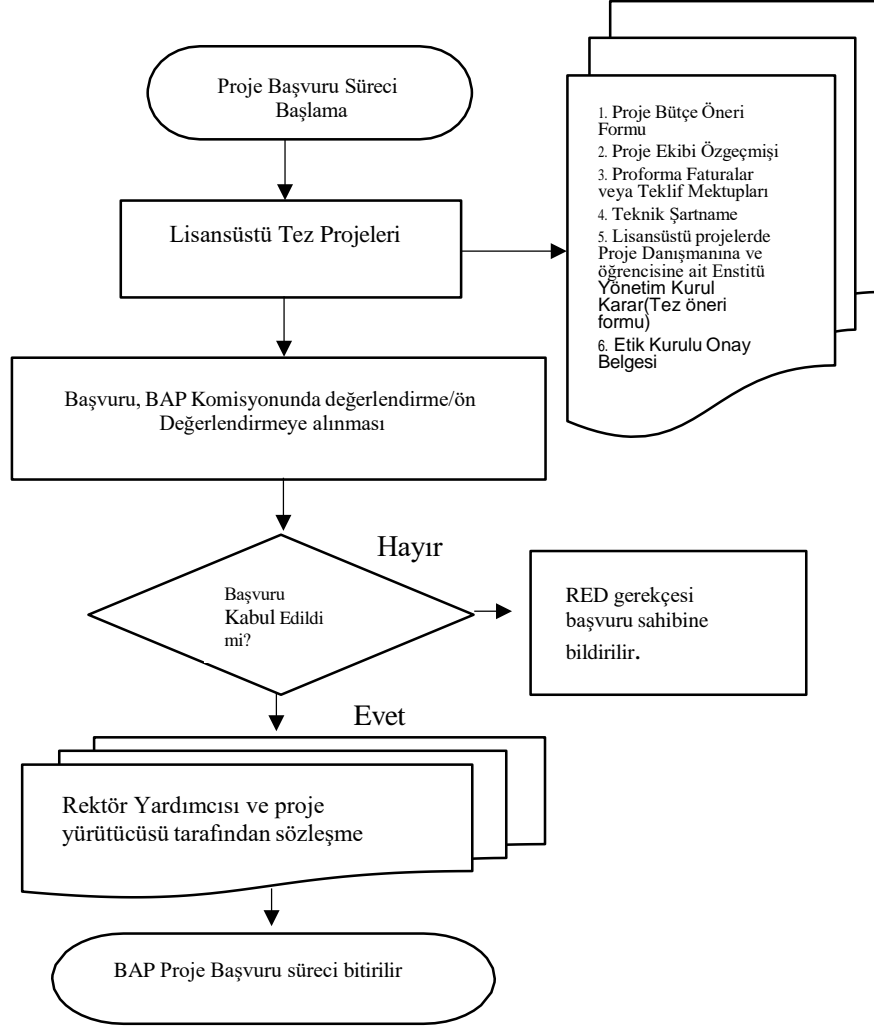 Proje Başvuru Süreci
Başlama
Lisansüstü Tez Projeleri
1. Proje Bütçe Öneri
Formu
2. Proje Ekibi Özgeçmişi
3. Proforma Faturalar
veya Teklif Mektupları
4. Teknik Şartname
5. Lisansüstü projelerde
Proje Danışmanına ve
öğrencisine ait Enstitü
Yönetim Kurul
Karar(Tez öneri
formu)
6. Etik Kurulu Onay
Belgesi
Başvuru, BAP Komisyonunda değerlendirme/ön
Değerlendirmeye alınması
Hayır
Başvuru
Kabul Edildi
mi?
RED gerekçesi
başvuru sahibine
bildirilir.
Evet
Rektör Yardımcısı ve proje
yürütücüsü tarafından sözleşme
BAP Proje Başvuru süreci bitirilir